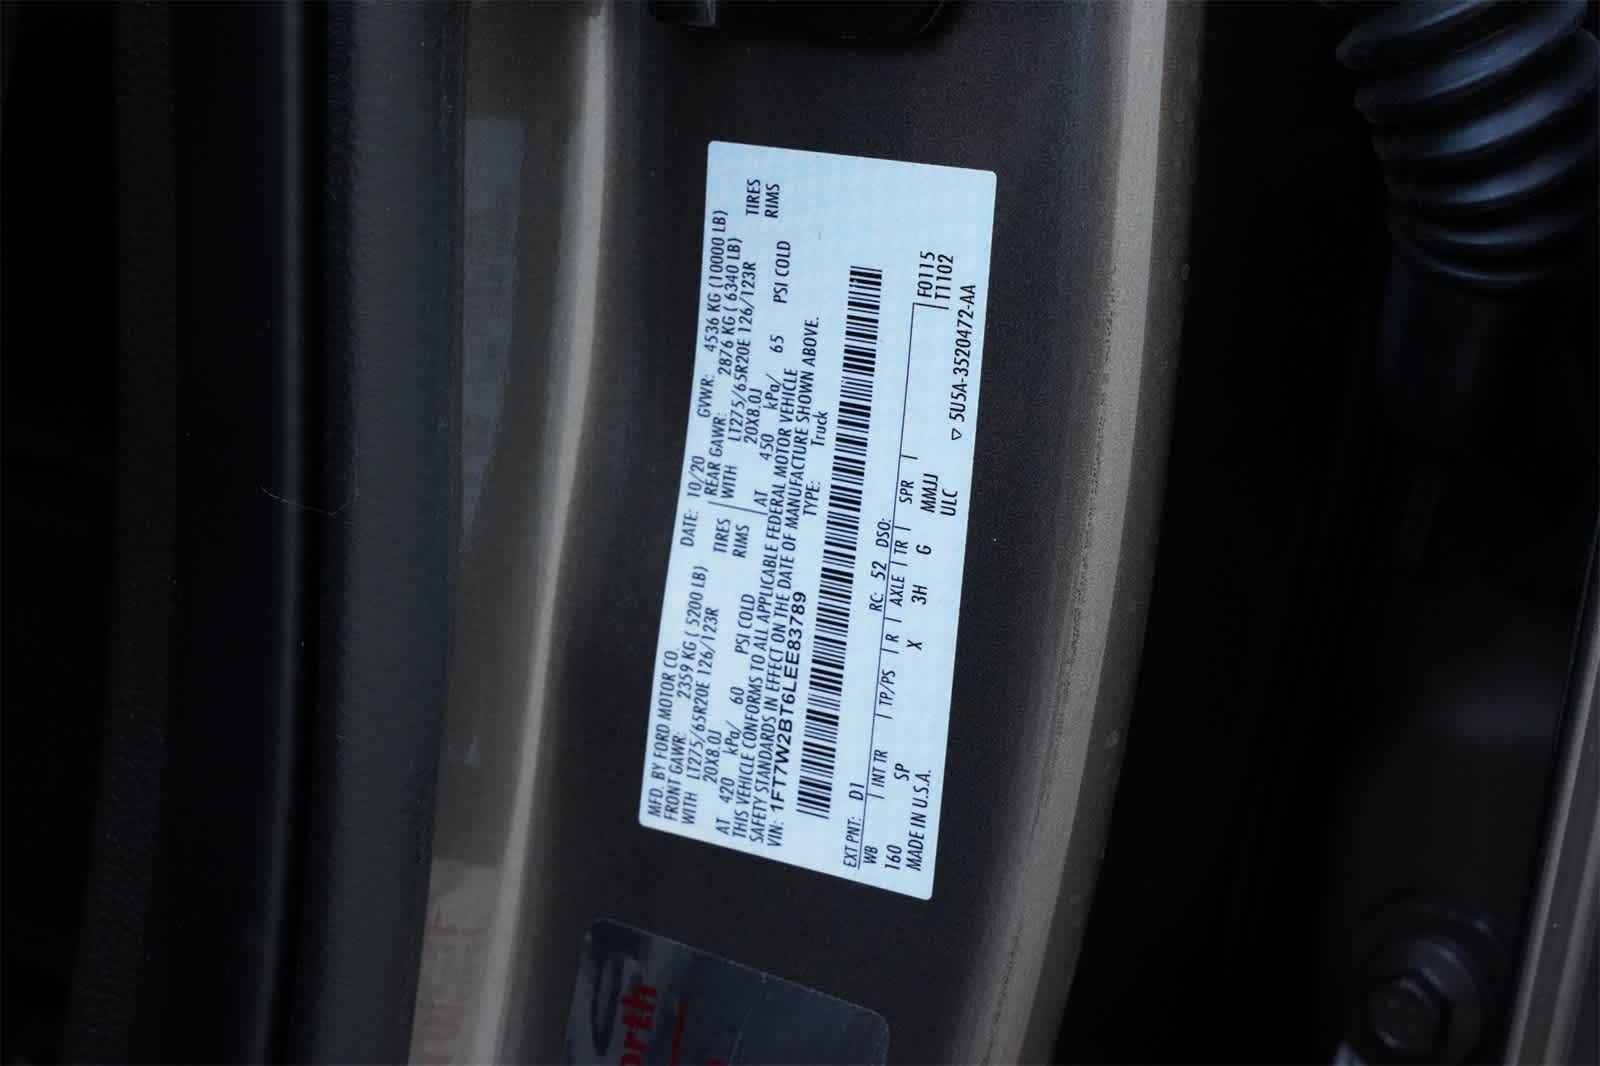 MFD. BY FORD MOTOR CO. DATE: 10/20 GVWR: 4536 KG (10000 LB)
FRONT GAWR: 2359 KG ( 5200 LB) REAR GAWR: 2876 KG ( 6340 LB)
WITH LT275/65R20E 126/123R TIRES WITH LT275/65R20E 126/123R TIRES
20X8.0J RIMS 20X8.0J RIMS
AT 420 kPa/ 60 PSI COLD AT 450 kPa/ 65 PSI COLD
THIS VEHICLE CONFORMS TO ALL APPLICABLE FEDERAL MOTOR VEHICLE
SAFETY STANDARDS IN EFFECT ON THE DATE OF MANUFACTURE SHOWN ABOVE.
VIN: 1FT7W2BT6LEE83789 TYPE: Truck
EXT PNT: D1 RC: 52 DSO: F0115
WB INT TR TP/PS R AXLE TR SPR T1102
160 SP X 3H G MMJJ
MADE IN U.S.A. ULC ▽ 5U5A-3520472-AA
orth